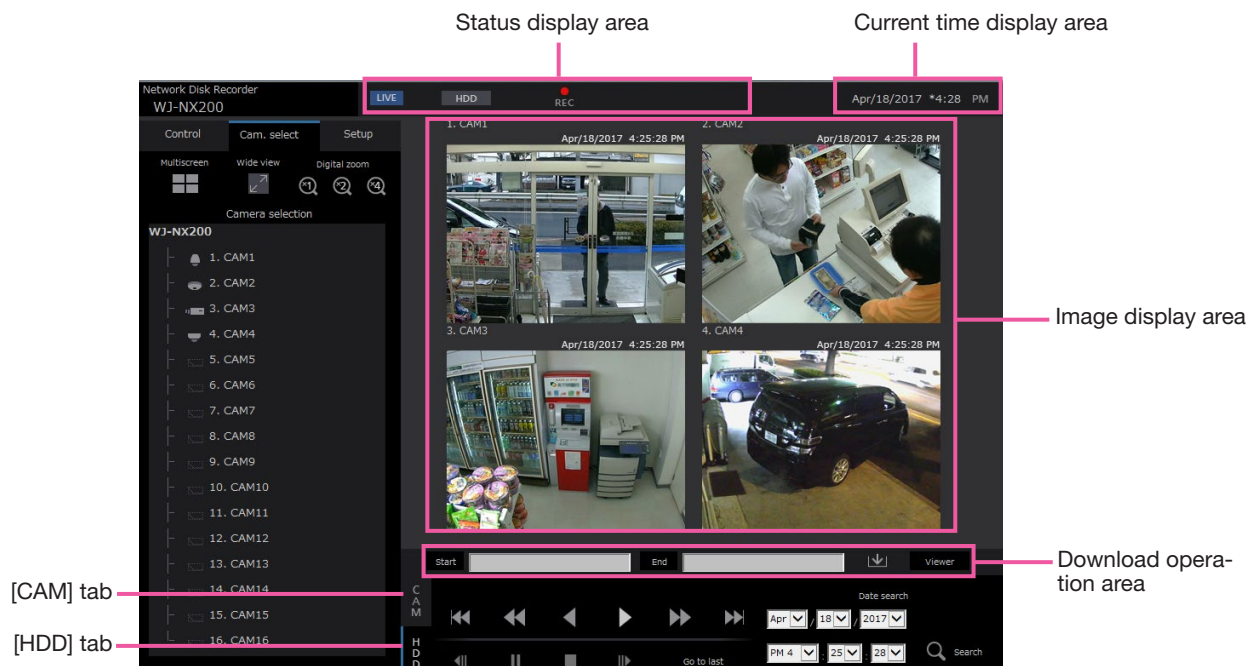 Status display area
Current time display area
Network Disk Recorder
WJ-NX200
LIVE
HDD
REC
Apr/18/2017 *4:28 PM
Control
Cam. select
Setup
Multiscreen
Wide view
Digital zoom
×1
×2
×4
Camera selection
WJ-NX200
1. CAM1
2. CAM2
3. CAM3
4. CAM4
5. CAM5
6. CAM6
7. CAM7
8. CAM8
9. CAM9
10. CAM10
11. CAM11
12. CAM12
13. CAM13
14. CAM14
15. CAM15
16. CAM16
1. CAM1
Apr/18/2017 4:25:28 PM
2. CAM2
Apr/18/2017 4:25:28 PM
3. CAM3
Apr/18/2017 4:25:28 PM
4. CAM4
Apr/18/2017 4:25:28 PM
Image display area
Start
End
Viewer
Download opera-
tion area
[CAM] tab
[HDD] tab
CAM
HDD
Date search
Apr / 18 / 2017
PM 4 : 25 : 28
Search
Go to last